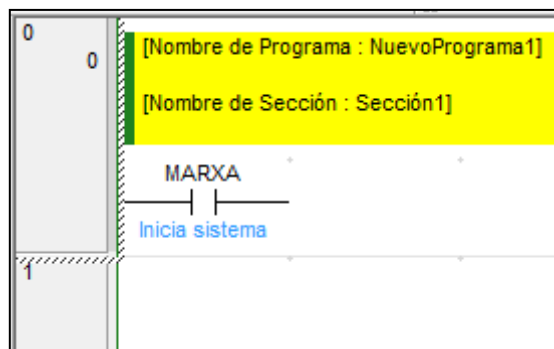 0
0
[Nombre de Programa : NuevoPrograma1]
[Nombre de Sección : Sección1]
MARXA
Inicia sistema
1